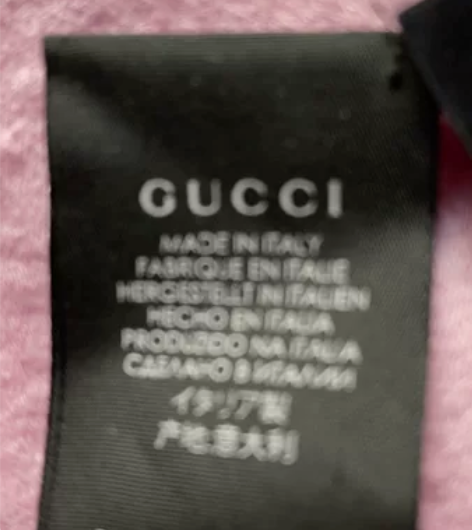 GUCCI
MADE IN ITALY
FABRIQUE EN ITALIE
HERGESTELLT IN ITALIEN
HECHO EN ITALIA
PRODUZIDO NA ITALIA
СДЕЛАНО В ИТАЛИИ
イタリア製
产地意大利